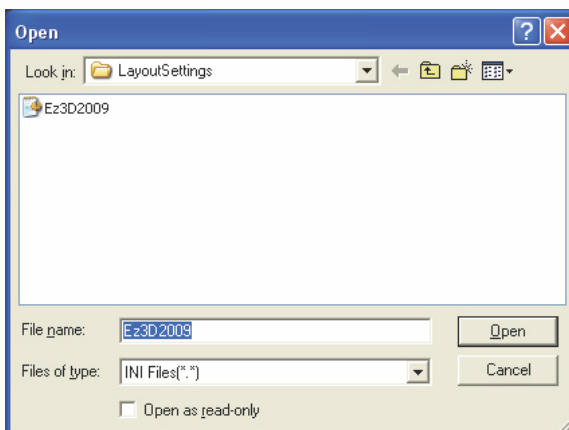 Open
Look in: LayoutSettings
Ez3D2009
File name: Ez3D2009 Open
Files of type: INI Files(*.*) Cancel
Open as read-only